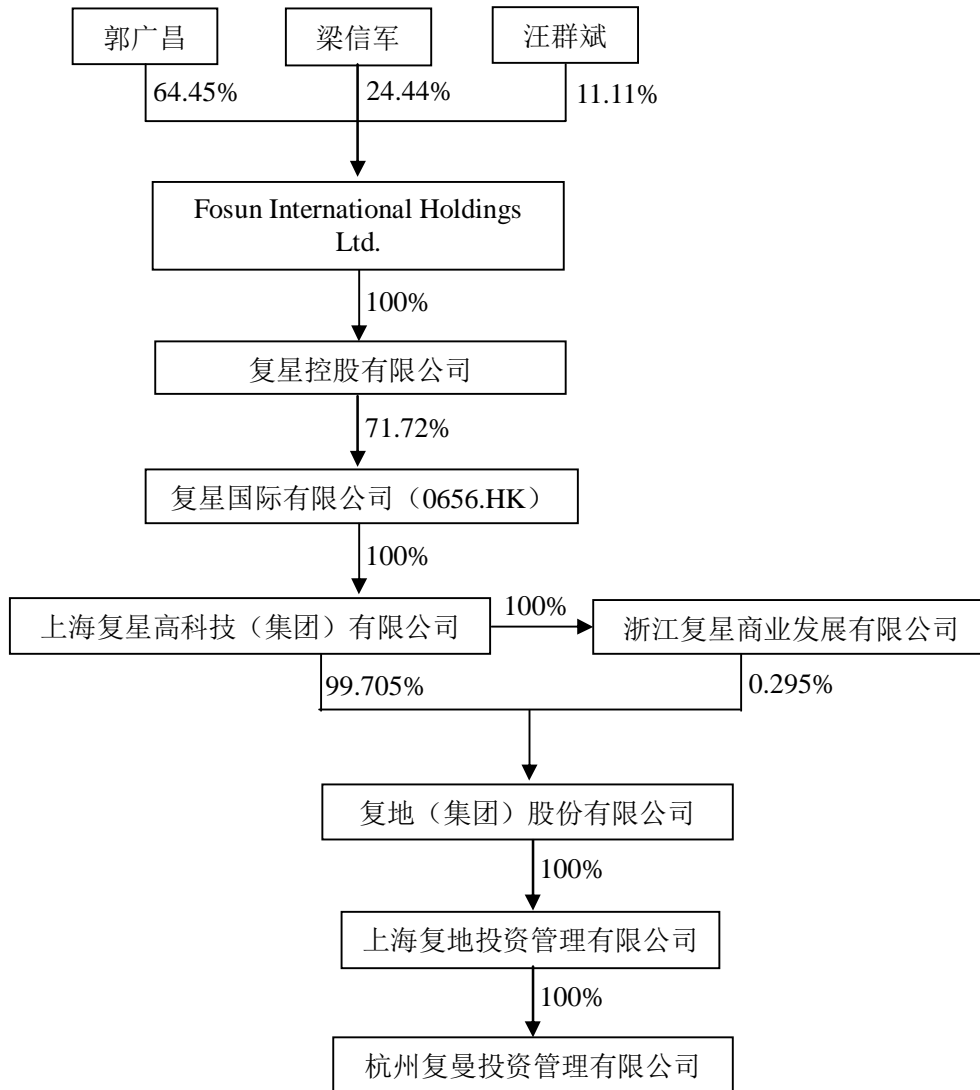 郭广昌
梁信军
汪群斌
64.45%
24.44%
11.11%
Fosun International Holdings
Ltd.
100%
复星控股有限公司
71.72%
复星国际有限公司（0656.HK）
100%
上海复星高科技（集团）有限公司
100%
浙江复星商业发展有限公司
99.705%
0.295%
复地（集团）股份有限公司
100%
上海复地投资管理有限公司
100%
杭州复曼投资管理有限公司